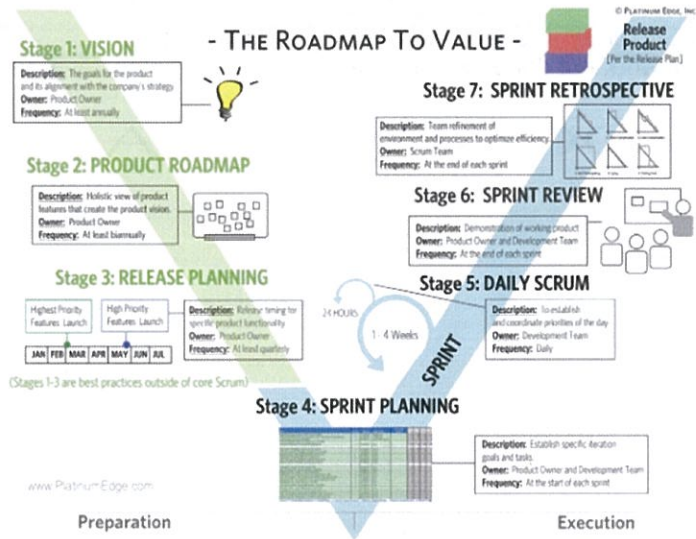 © PLATINUM EDGE, INC
- THE ROADMAP TO VALUE -
Release
Product
[Per the Release Plan]
Stage 1: VISION
Description: The goals for the product
and its alignment with the company's strategy
Owner: Product Owner
Frequency: At least annually
Stage 2: PRODUCT ROADMAP
Description: Holistic view of product
features that create the product vision.
Owner: Product Owner
Frequency: At least biannually
Stage 3: RELEASE PLANNING
Highest Priority
Features Launch
High Priority
Features Launch
JAN FEB MAR APR MAY JUN JUL
Description: Release timing for
specific product functionality
Owner: Product Owner
Frequency: At least quarterly
(Stages 1-3 are best practices outside of core Scrum)
Stage 7: SPRINT RETROSPECTIVE
Description: Team refinement of
environment and processes to optimize efficiency
Owner: Scrum Team
Frequency: At the end of each sprint
Stage 6: SPRINT REVIEW
Description: Demonstration of working product
Owner: Product Owner and Development Team
Frequency: At the end of each sprint
Stage 5: DAILY SCRUM
Description: To establish
and coordinate priorities of the day
Owner: Development Team
Frequency: Daily
24 HOURS
1- 4 Weeks
SPRINT
Stage 4: SPRINT PLANNING
Description: Establish specific iteration
goals and tasks.
Owner: Product Owner and Development Team
Frequency: At the start of each sprint
www.PlatinumEdge.com
Preparation
Execution